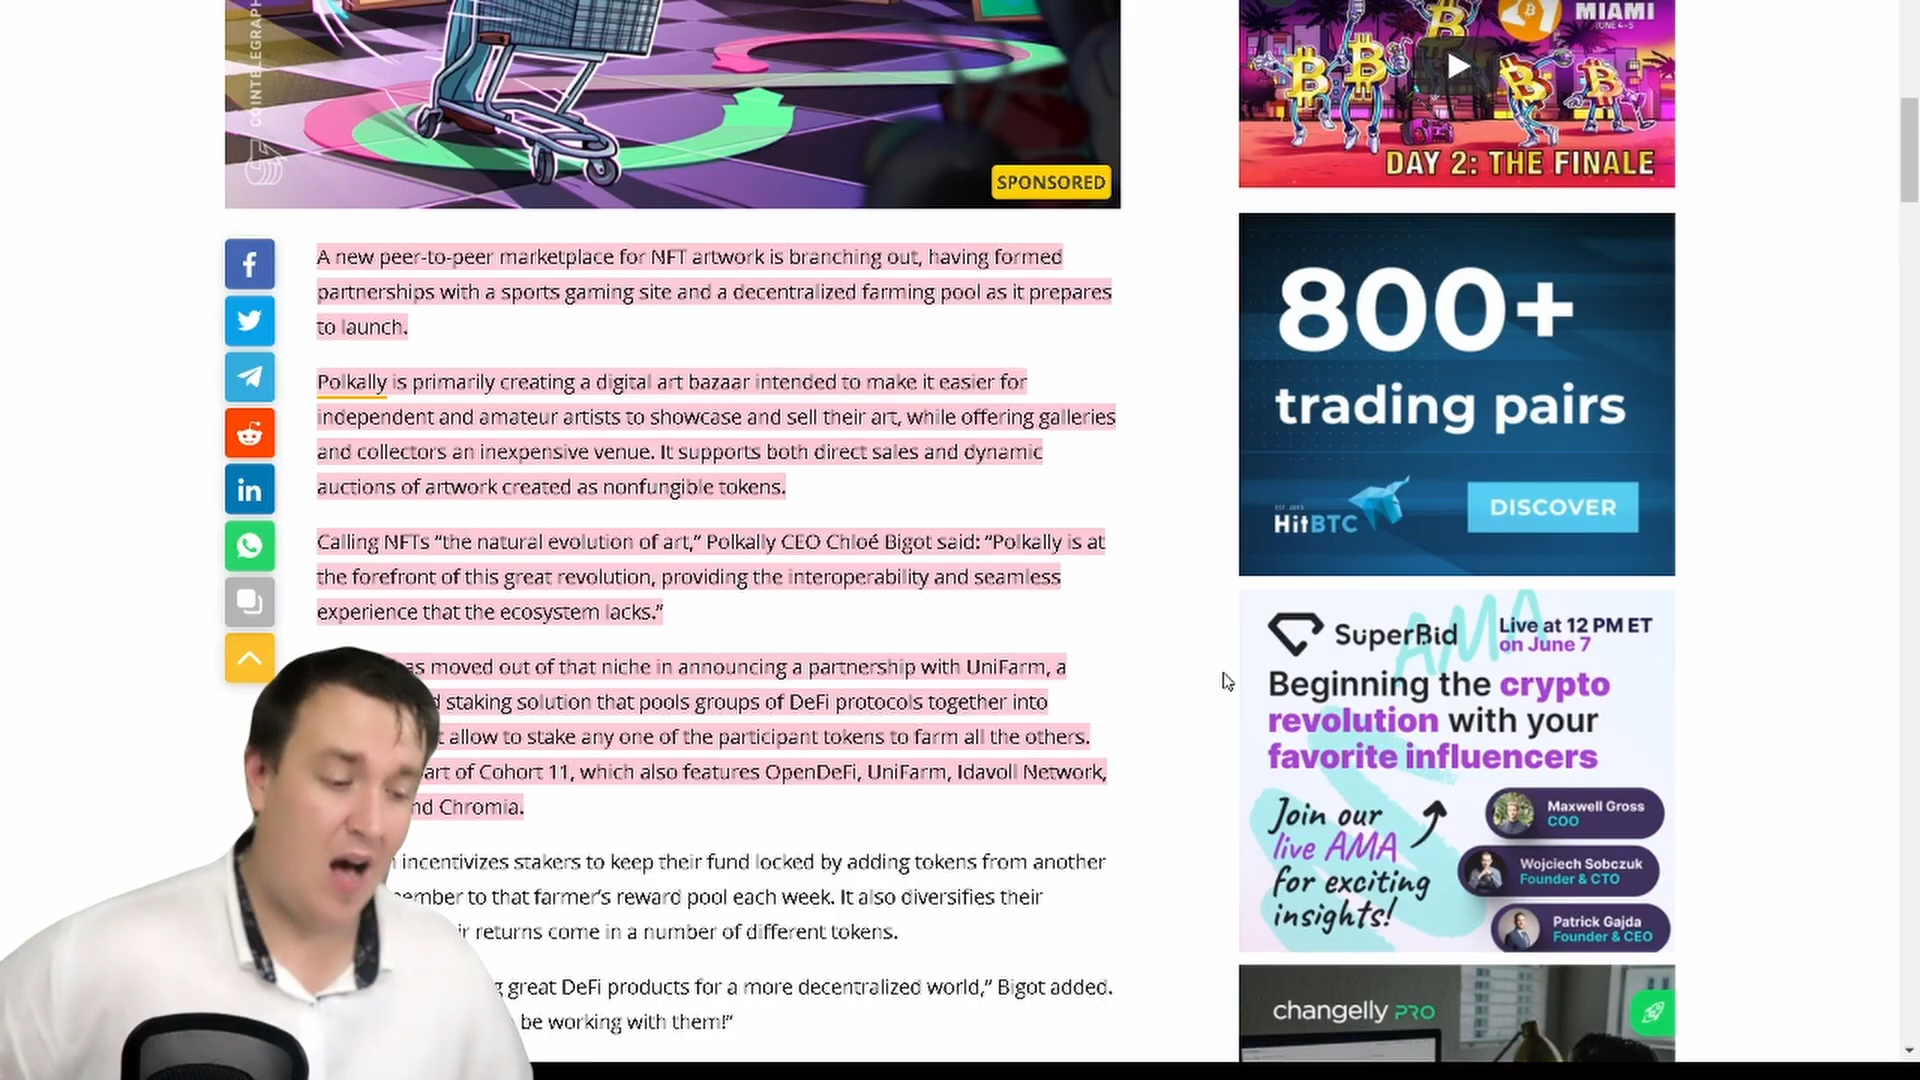 COINTELEGRAPH
SPONSORED
A new peer-to-peer marketplace for NFT artwork is branching out, having formed
partnerships with a sports gaming site and a decentralized farming pool as it prepares
to launch.
Polkally is primarily creating a digital art bazaar intended to make it easier for
independent and amateur artists to showcase and sell their art, while offering galleries
and collectors an inexpensive venue. It supports both direct sales and dynamic
auctions of artwork created as nonfungible tokens.
Calling NFTs “the natural evolution of art,” Polkally CEO Chloé Bigot said: “Polkally is at
the forefront of this great revolution, providing the interoperability and seamless
experience that the ecosystem lacks.”
as moved out of that niche in announcing a partnership with UniFarm, a
d staking solution that pools groups of DeFi protocols together into
t allow to stake any one of the participant tokens to farm all the others.
art of Cohort 11, which also features OpenDeFi, UniFarm, Idavoll Network,
nd Chromia.
incentivizes stakers to keep their fund locked by adding tokens from another
ember to that farmer’s reward pool each week. It also diversifies their
ir returns come in a number of different tokens.
g great DeFi products for a more decentralized world,” Bigot added.
be working with them!”
MIAMI
JUNE 4-5
DAY 2: THE FINALE
800+
trading pairs
EST. 2013
HitBTC
DISCOVER
SuperBid
AMA
Live at 12 PM ET
on June 7
Beginning the crypto
revolution with your
favorite influencers
Join our
live AMA
for exciting
insights!
Maxwell Gross
COO
Wojciech Sobczuk
Founder & CTO
Patrick Gajda
Founder & CEO
changelly PRO